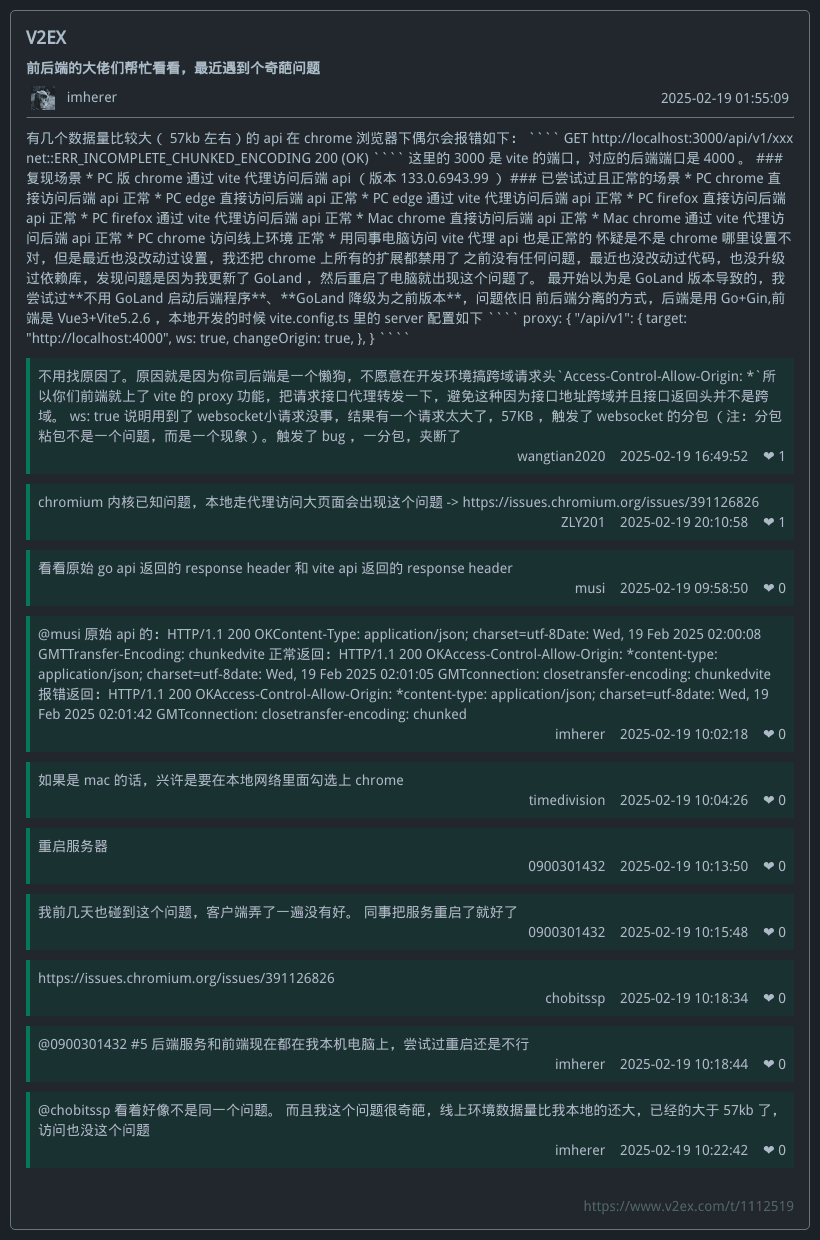 V2EX
前后端的大佬们帮忙看看，最近遇到个奇葩问题
imherer 2025-02-19 01:55:09
有几个数据量比较大（ 57kb 左右 ）的 api 在 chrome 浏览器下偶尔会报错如下： ```` GET http://localhost:3000/api/v1/xxx
net::ERR_INCOMPLETE_CHUNKED_ENCODING 200 (OK) ```` 这里的 3000 是 vite 的端口，对应的后端端口是 4000 。 ###
复现场景 * PC 版 chrome 通过 vite 代理访问后端 api （ 版本 133.0.6943.99 ） ### 已尝试过且正常的场景 * PC chrome 直
接访问后端 api 正常 * PC edge 直接访问后端 api 正常 * PC edge 通过 vite 代理访问后端 api 正常 * PC firefox 直接访问后端
api 正常 * PC firefox 通过 vite 代理访问后端 api 正常 * Mac chrome 直接访问后端 api 正常 * Mac chrome 通过 vite 代理访
问后端 api 正常 * PC chrome 访问线上环境 正常 * 用同事电脑访问 vite 代理 api 也是正常的 怀疑是不是 chrome 哪里设置不
对，但是最近也没改动过设置，我还把 chrome 上所有的扩展都禁用了 之前没有任何问题，最近也没改动过代码，也没升级
过依赖库，发现问题是因为我更新了 GoLand ，然后重启了电脑就出现这个问题了。 最开始以为是 GoLand 版本导致的，我
尝试过**不用 GoLand 启动后端程序**、**GoLand 降级为之前版本**，问题依旧 前后端分离的方式，后端是用 Go+Gin,前
端是 Vue3+Vite5.2.6 ，本地开发的时候 vite.config.ts 里的 server 配置如下 ```` proxy: { "/api/v1": { target:
"http://localhost:4000", ws: true, changeOrigin: true, }, } ````
不用找原因了。原因就是因为你司后端是一个懒狗，不愿意在开发环境搞跨域请求头`Access-Control-Allow-Origin: *`所
以你们前端就上了 vite 的 proxy 功能，把请求接口代理转发一下，避免这种因为接口地址跨域并且接口返回头并不是跨
域。 ws: true 说明用到了 websocket小请求没事，结果有一个请求太大了，57KB ，触发了 websocket 的分包 （注：分包
粘包不是一个问题，而是一个现象 ）。触发了 bug ，一分包，夹断了
wangtian2020 2025-02-19 16:49:52 ❤ 1
chromium 内核已知问题，本地走代理访问大页面会出现这个问题 -> https://issues.chromium.org/issues/391126826
ZLY201 2025-02-19 20:10:58 ❤ 1
看看原始 go api 返回的 response header 和 vite api 返回的 response header
musi 2025-02-19 09:58:50 ❤ 0
@musi 原始 api 的：HTTP/1.1 200 OKContent-Type: application/json; charset=utf-8Date: Wed, 19 Feb 2025 02:00:08
GMTTransfer-Encoding: chunkedvite 正常返回：HTTP/1.1 200 OKAccess-Control-Allow-Origin: *content-type:
application/json; charset=utf-8date: Wed, 19 Feb 2025 02:01:05 GMTconnection: closetransfer-encoding: chunkedvite
报错返回：HTTP/1.1 200 OKAccess-Control-Allow-Origin: *content-type: application/json; charset=utf-8date: Wed, 19
Feb 2025 02:01:42 GMTconnection: closetransfer-encoding: chunked
imherer 2025-02-19 10:02:18 ❤ 0
如果是 mac 的话，兴许是要在本地网络里面勾选上 chrome
timedivision 2025-02-19 10:04:26 ❤ 0
重启服务器
0900301432 2025-02-19 10:13:50 ❤ 0
我前几天也碰到这个问题，客户端弄了一遍没有好。 同事把服务重启了就好了
0900301432 2025-02-19 10:15:48 ❤ 0
https://issues.chromium.org/issues/391126826
chobitssp 2025-02-19 10:18:34 ❤ 0
@0900301432 #5 后端服务和前端现在都在我本机电脑上，尝试过重启还是不行
imherer 2025-02-19 10:18:44 ❤ 0
@chobitssp 看着好像不是同一个问题。 而且我这个问题很奇葩，线上环境数据量比我本地的还大，已经的大于 57kb 了，
访问也没这个问题
imherer 2025-02-19 10:22:42 ❤ 0
https://www.v2ex.com/t/1112519